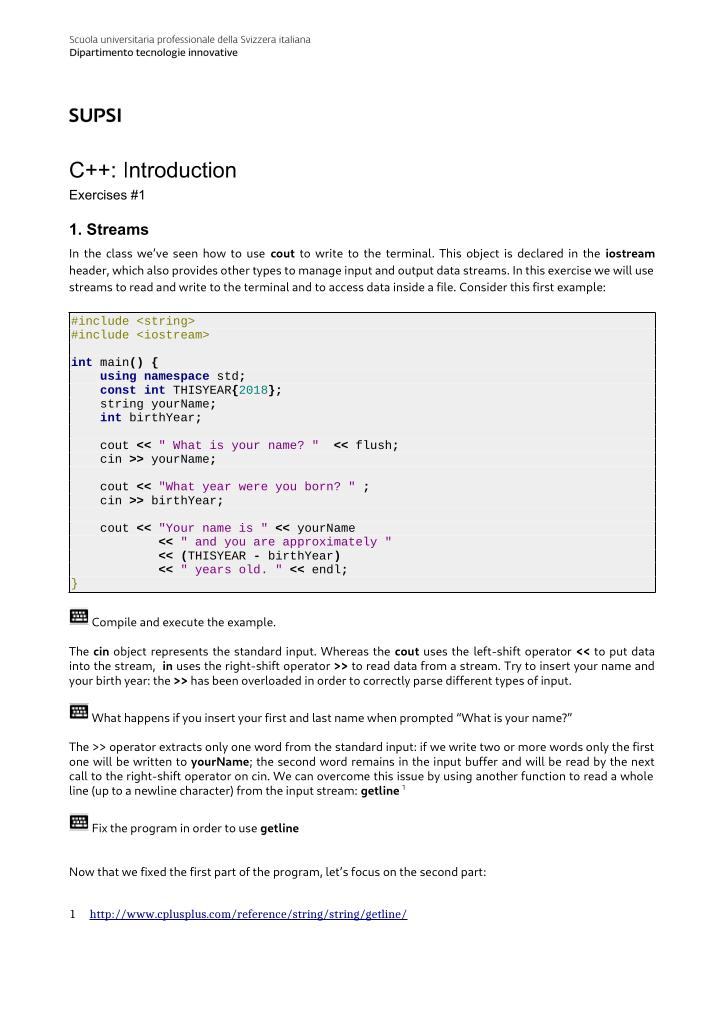 Scuola universitaria professionale della Svizzera italiana
Dipartimento tecnologie innovative
SUPSI
C++: Introduction
Exercises #1
1. Streams
In the class we've seen how to use cout to write to the terminal. This object is declared in the iostream
header, which also provides other types to manage input and output data streams. In this exercise we will use
streams to read and write to the terminal and to access data inside a file. Consider this first example:
#include <string>
#include <iostream>
int main() {
    using namespace std;
    const int THISYEAR{2018};
    string yourName;
    int birthYear;
    cout << " What is your name? "  << flush;
    cin >> yourName;
    cout << "What year were you born? " ;
    cin >> birthYear;
    cout << "Your name is " << yourName
            << " and you are approximately "
            << (THISYEAR - birthYear)
            << " years old. " << endl;
}
Compile and execute the example.
The cin object represents the standard input. Whereas the cout uses the left-shift operator << to put data
into the stream, in uses the right-shift operator >> to read data from a stream. Try to insert your name and
your birth year: the >> has been overloaded in order to correctly parse different types of input.
What happens if you insert your first and last name when prompted “What is your name?”
The >> operator extracts only one word from the standard input: if we write two or more words only the first
one will be written to yourName; the second word remains in the input buffer and will be read by the next
call to the right-shift operator on cin. We can overcome this issue by using another function to read a whole
line (up to a newline character) from the input stream: getline 1
Fix the program in order to use getline
Now that we fixed the first part of the program, let's focus on the second part:
1 http://www.cplusplus.com/reference/string/string/getline/